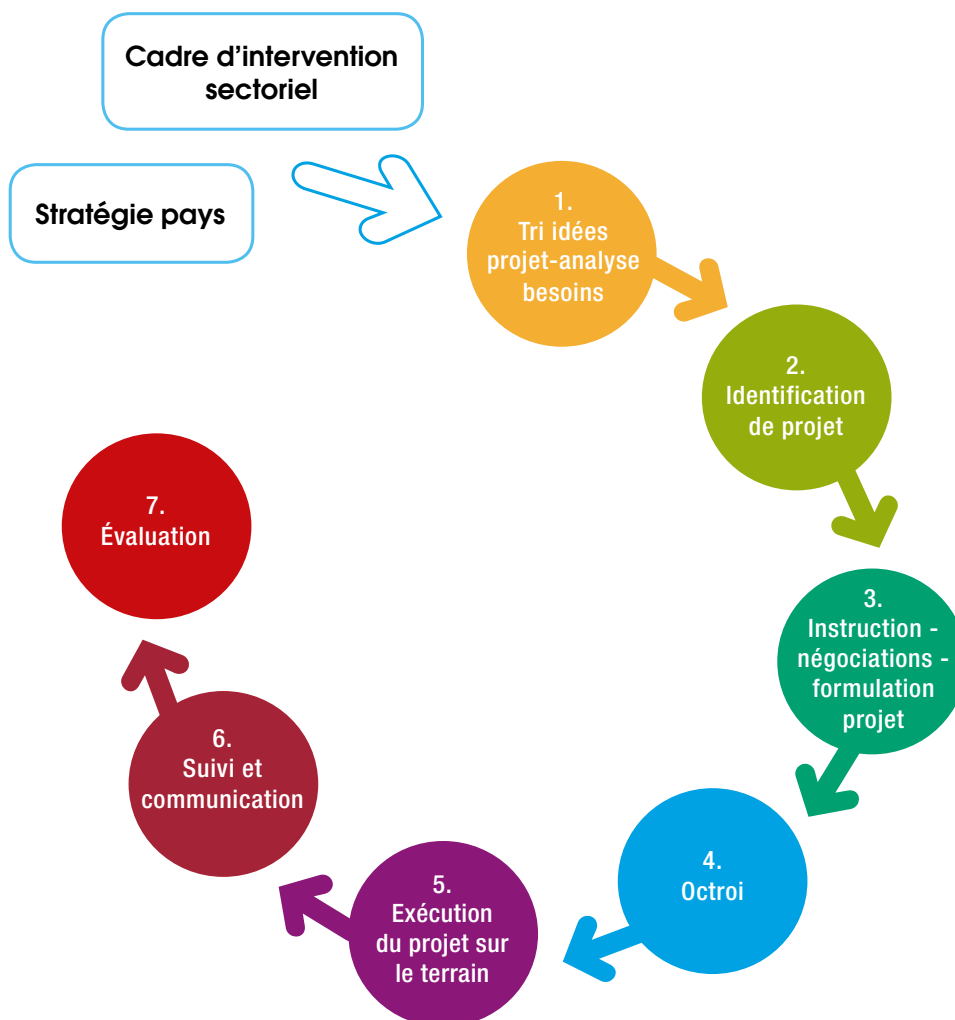 Cadre d’intervention
sectoriel
Stratégie pays
1.
Tri idées
projet-analyse
besoins
2.
Identification
de projet
3.
Instruction -
négociations -
formulation
projet
4.
Octroi
5.
Exécution
du projet sur
le terrain
6.
Suivi et
communication
7.
Évaluation